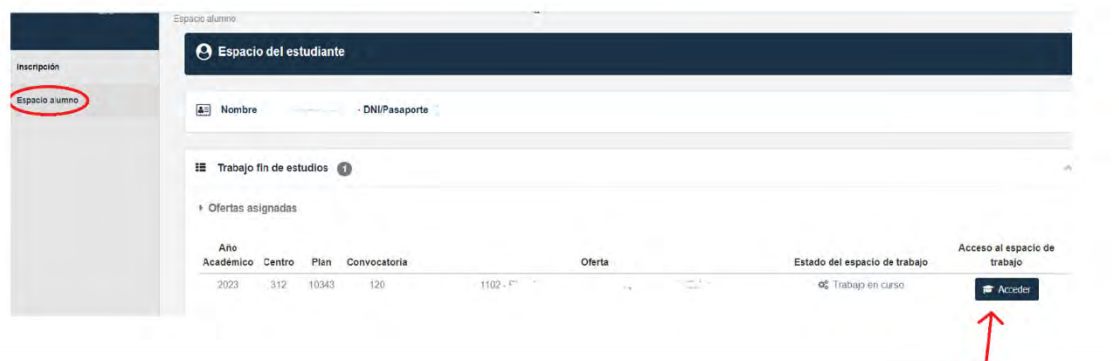 Espacio alumno
Espacio del estudiante
Inscripción
Espacio alumno
Nombre - DNI/Pasaporte
Trabajo fin de estudios 1
Ofertas asignadas
Año Académico Centro Plan Convocatoria Oferta Estado del espacio de trabajo Acceso al espacio de trabajo
2023 312 10343 120 1102 - Trabajo en curso Acceder